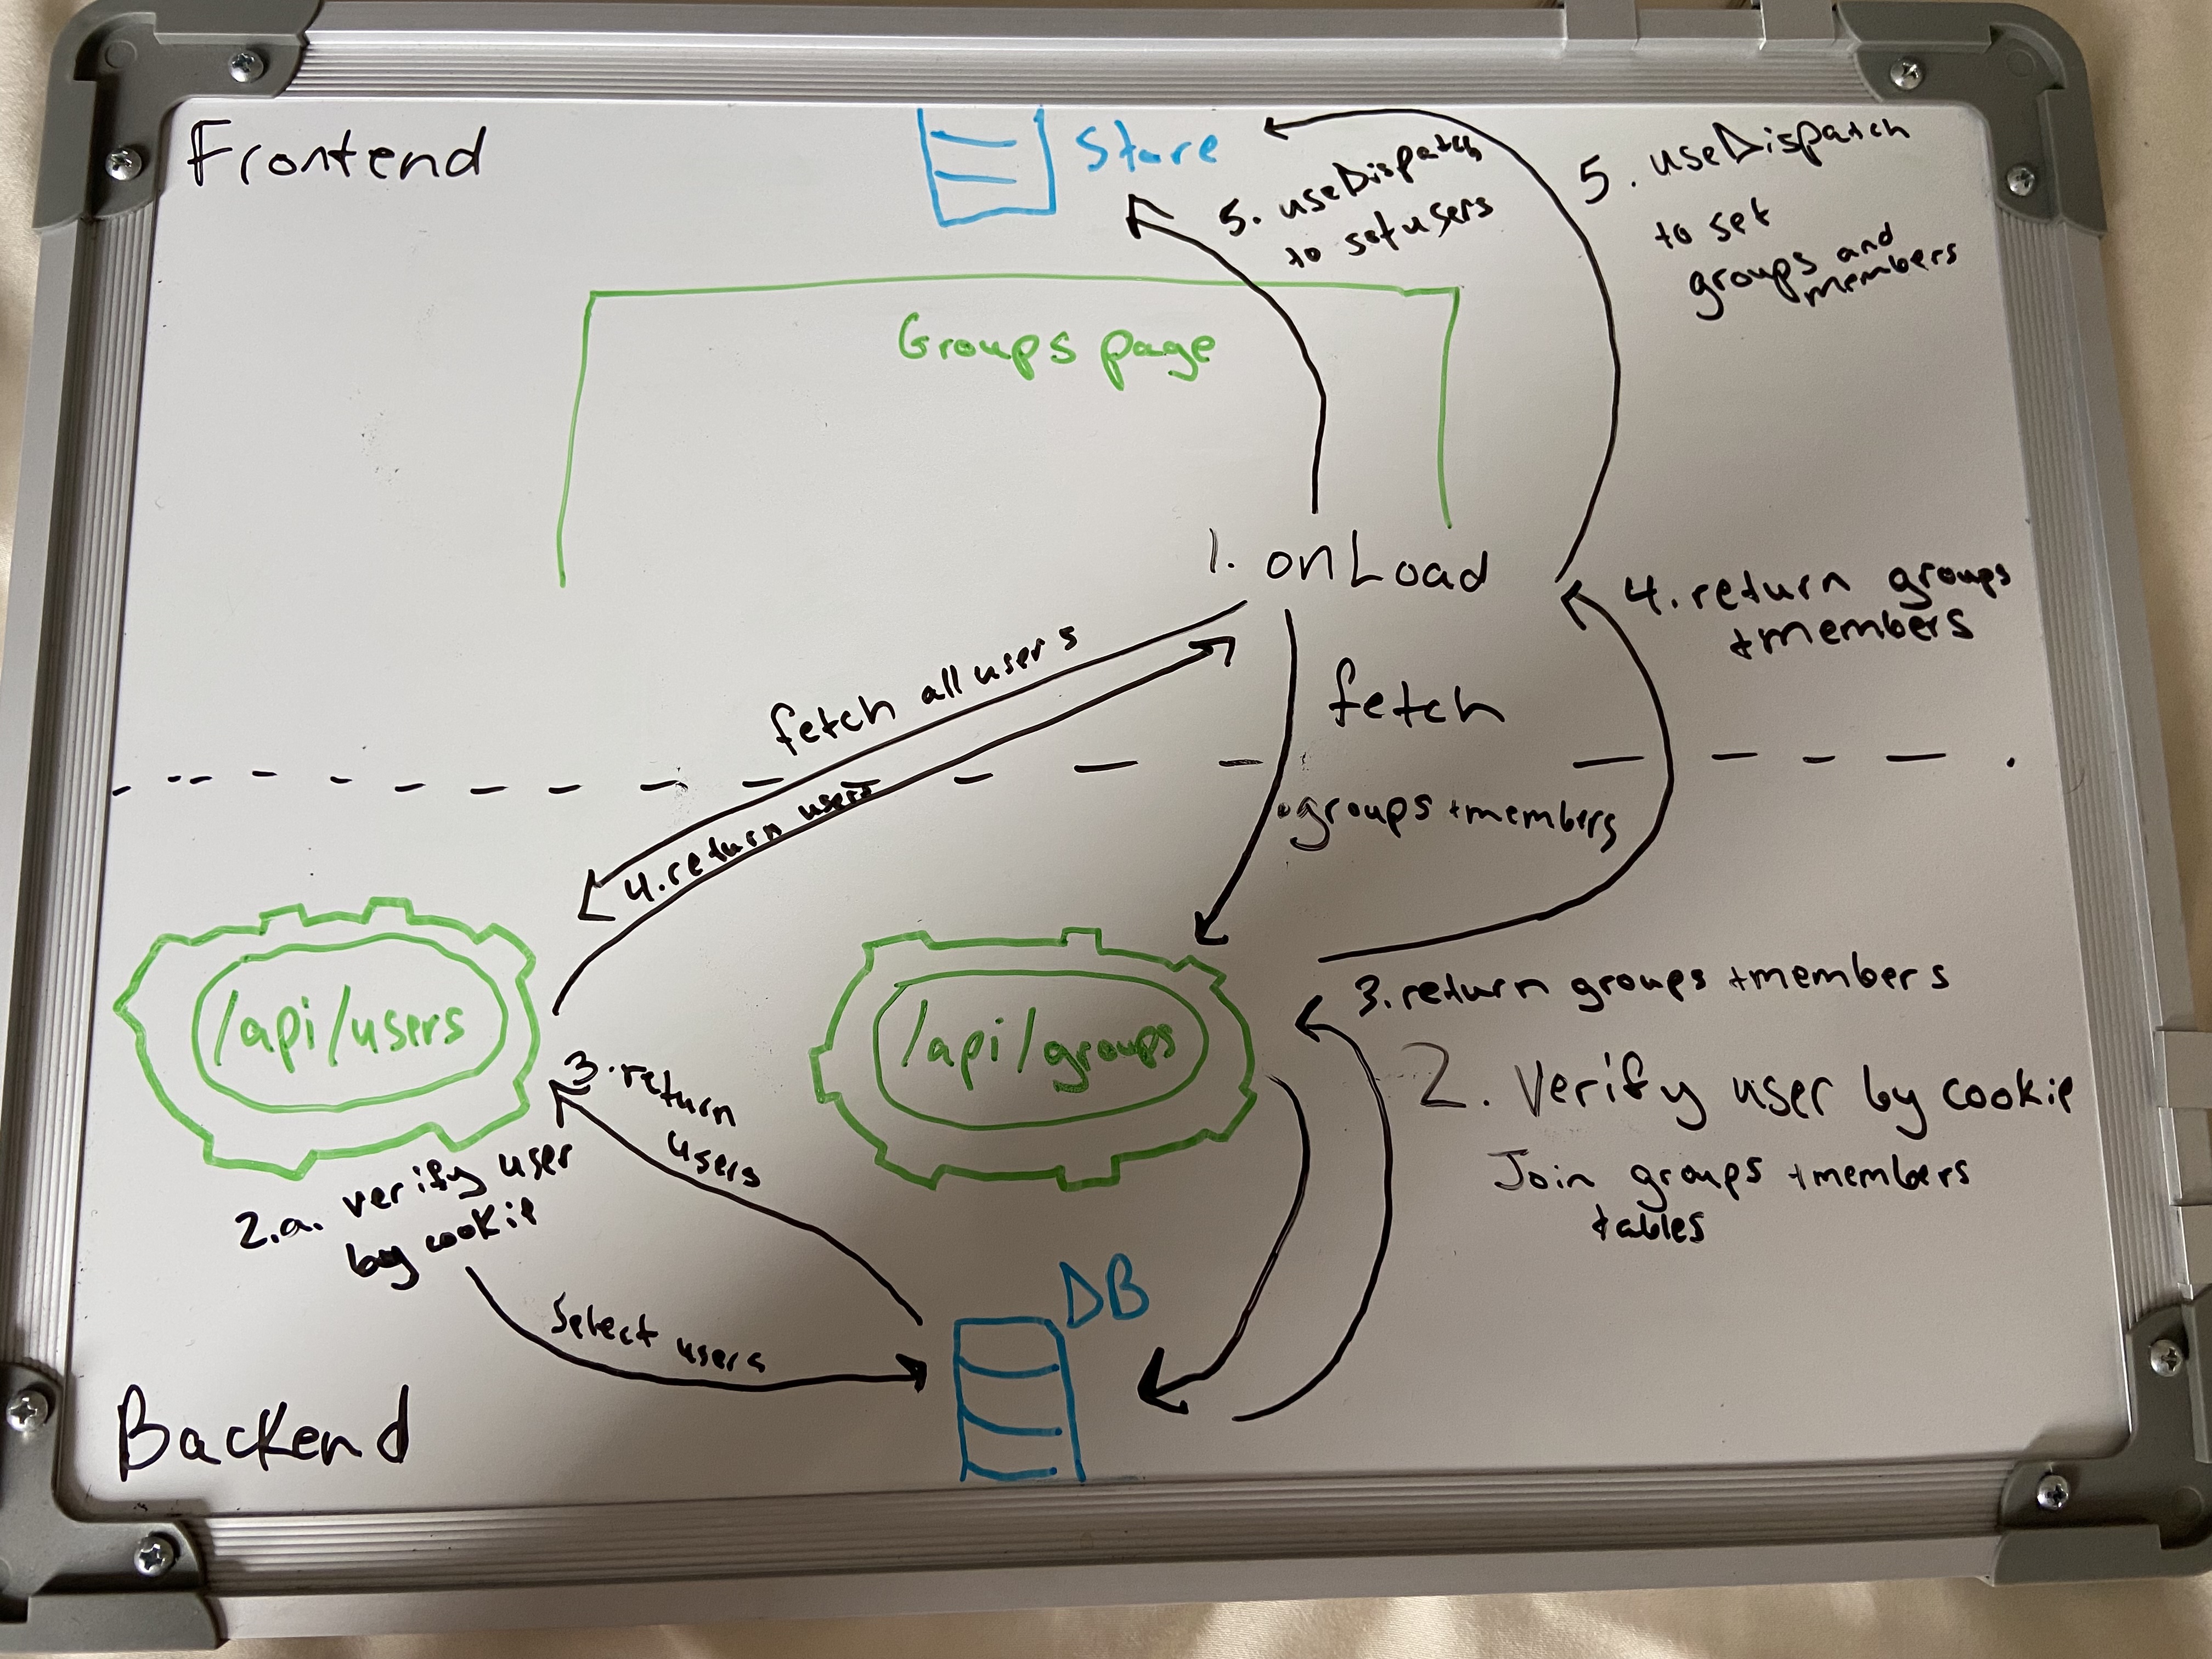 Frontend
Store
5. useDispatch
to set users
5. useDispatch
to set
groups and
members
Groups page
1. onLoad
4. return groups
+members
fetch all users
fetch
groups +members
4. return users
/api/users
/api/groups
3. return groups +members
3. return
users
2. Verify user by cookie
Join groups +members
tables
2.a. verify user
by cookie
Select users
DB
Backend